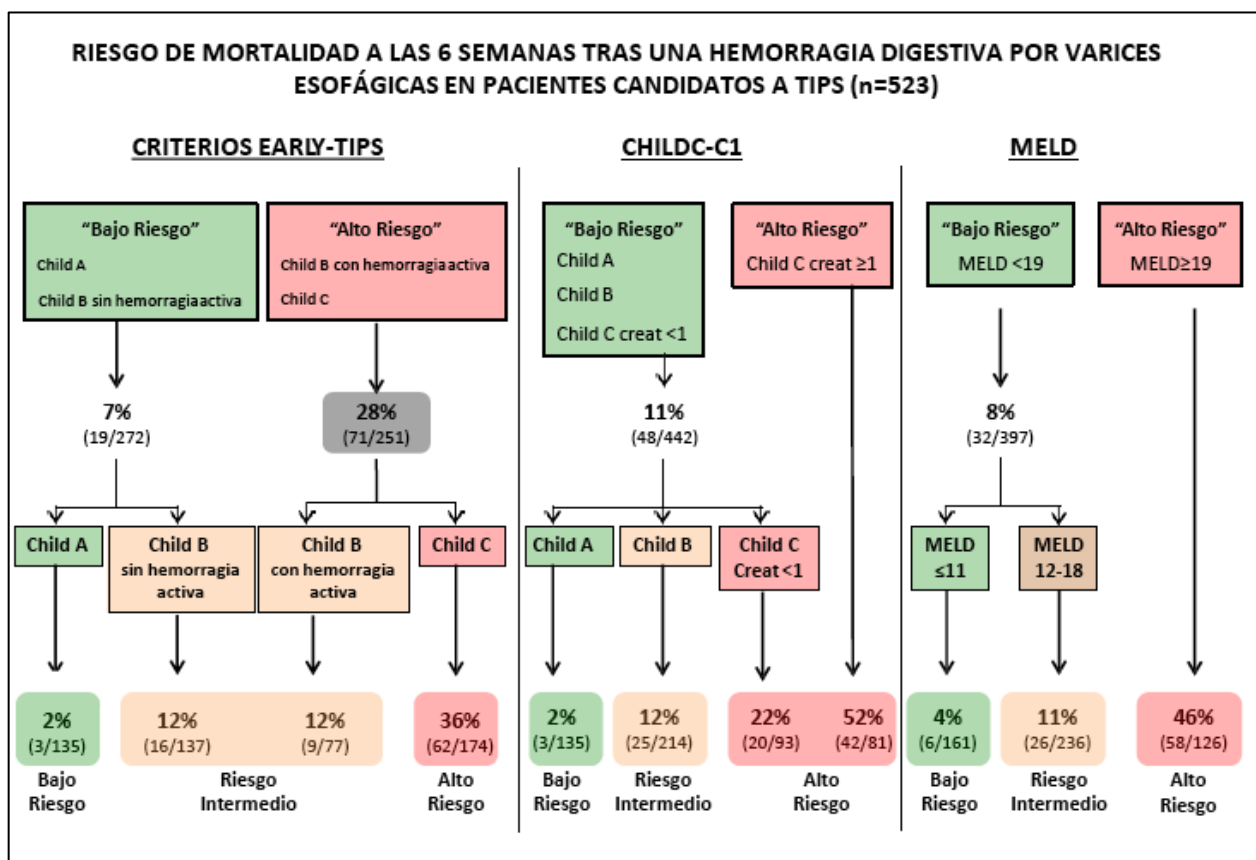 RIESGO DE MORTALIDAD A LAS 6 SEMANAS TRAS UNA HEMORRAGIA DIGESTIVA POR VARICES
ESOFÁGICAS EN PACIENTES CANDIDATOS A TIPS (n=523)
CRITERIOS EARLY-TIPS
"Bajo Riesgo"
Child A
Child B sin hemorragia activa
"Alto Riesgo"
Child B con hemorragia activa
Child C
7%
(19/272)
28%
(71/251)
Child A
Child B
sin hemorragia
activa
Child B
con hemorragia
activa
Child C
2%
(3/135)
12%
(16/137)
12%
(9/77)
36%
(62/174)
Bajo
Riesgo
Riesgo
Intermedio
Alto
Riesgo
CHILDC-C1
"Bajo Riesgo"
Child A
Child B
Child C creat <1
"Alto Riesgo"
Child C creat ≥1
11%
(48/442)
Child A
Child B
Child C
Creat <1
2%
(3/135)
12%
(25/214)
22%
(20/93)
52%
(42/81)
Bajo
Riesgo
Riesgo
Intermedio
Alto
Riesgo
MELD
"Bajo Riesgo"
MELD <19
"Alto Riesgo"
MELD≥19
8%
(32/397)
MELD
≤11
MELD
12-18
4%
(6/161)
11%
(26/236)
46%
(58/126)
Bajo
Riesgo
Riesgo
Intermedio
Alto
Riesgo